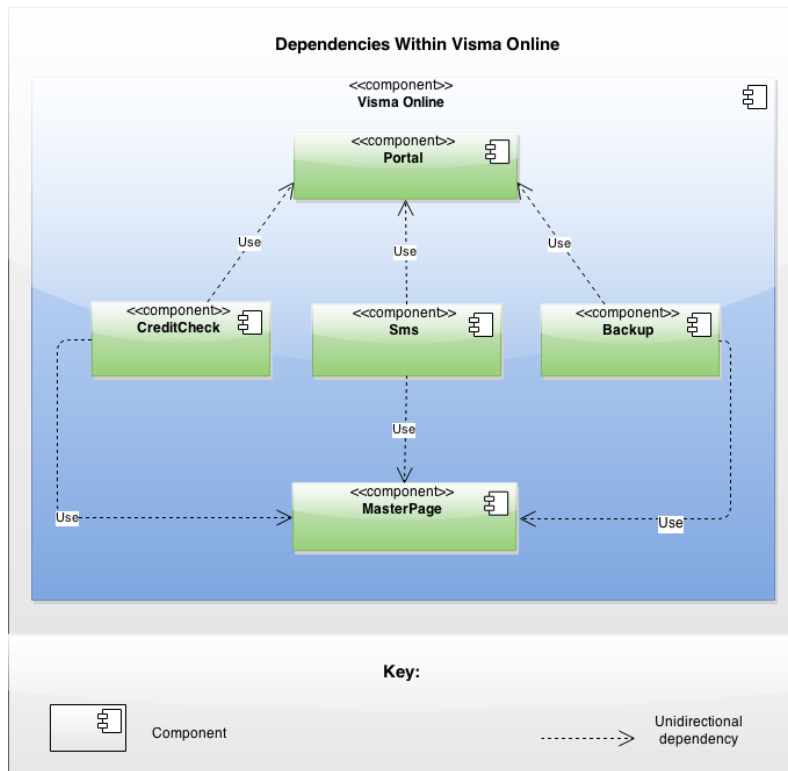 Dependencies Within Visma Online
<<component>>
Visma Online
<<component>>
Portal
Use
Use
Use
<<component>>
CreditCheck
<<component>>
Sms
<<component>>
Backup
Use
Use
Use
<<component>>
MasterPage
Key:
Component
Unidirectional
dependency